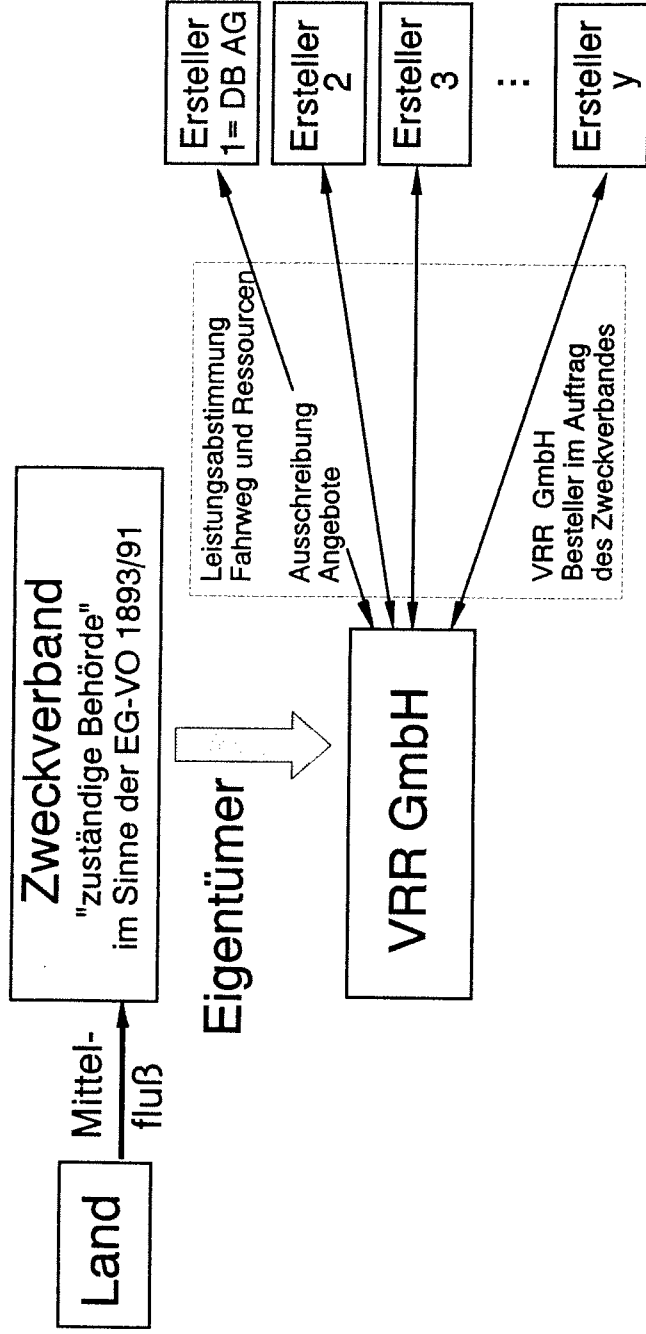 Land
Mittel-
fluß
Zweckverband
"zuständige Behörde"
im Sinne der EG-VO 1893/91
Eigentümer
VRR GmbH
Leistungsabstimmung
Fahrweg und Ressourcen
Ausschreibung
Angebote
VRR GmbH
Besteller im Auftrag
des Zweckverbandes
Ersteller
1= DB AG
Ersteller
2
Ersteller
3
...
Ersteller
y